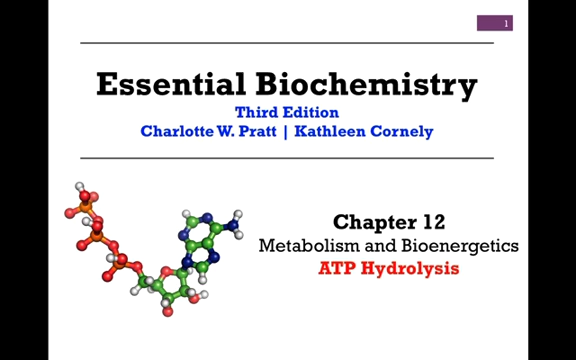 1
Essential Biochemistry
Third Edition
Charlotte W. Pratt | Kathleen Cornely
Chapter 12
Metabolism and Bioenergetics
ATP Hydrolysis